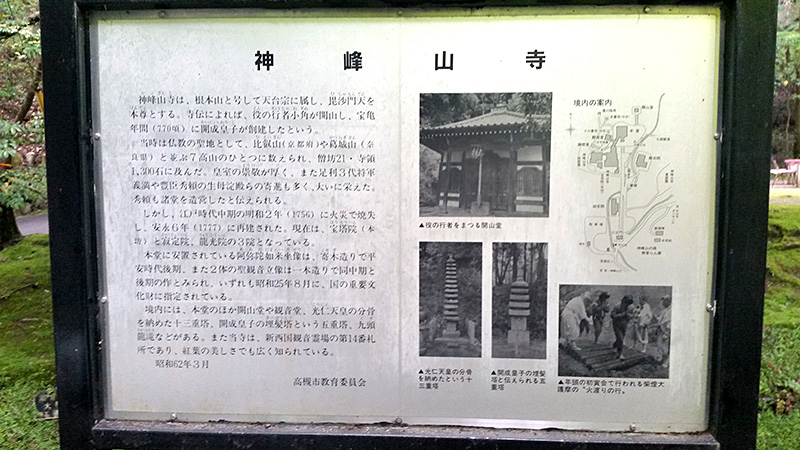 神峰山寺
神峰山寺は、根本山と号して天台宗に属し、毘沙門天を
本尊とする。寺伝によれば、役の行者小角が開山し、宝亀
年間(770頃)に開成皇子が創建したという。
当時は仏教の聖地として、比叡山(京都府)や葛城山(奈
良県)と並ぶ7高山のひとつに数えられ、僧坊21・寺領
1,300石に及んだ。皇室の崇敬が厚く、また足利3代将軍
義満や豊臣秀頼の生母淀殿らの寄進も多く、大いに栄えた。
秀頼も諸堂を造営したと伝えられる。
しかし、江戸時代中期の明和2年(1756)に火災で焼失
し、安永6年(1777)に再建された。現在は、宝塔院(本
坊)と寂定院、龍光院の3院となっている。
本堂に安置されている阿弥陀如来坐像は、寄木造りで平
安時代後期、また2体の聖観音立像は一木造りで同中期と
後期の作とみられ、いずれも昭和25年8月に、国の重要文
化財に指定されている。
境内には、本堂のほか開山堂や観音堂、光仁天皇の分骨
を納めた十三重塔、開成皇子の埋髪塔という五重塔、九頭
龍滝などがある。また当寺は、新西国観音霊場の第14番札
所であり、紅葉の美しさでも広く知られている。
昭和62年3月
高槻市教育委員会
▲役の行者をまつる開山堂
▲光仁天皇の分骨
を納めたという十
三重塔
▲開成皇子の埋髪
塔と伝えられる五
重塔
境内の案内
▲年頭の初寅会で行われる柴燈大
護摩の〝火渡りの行〟